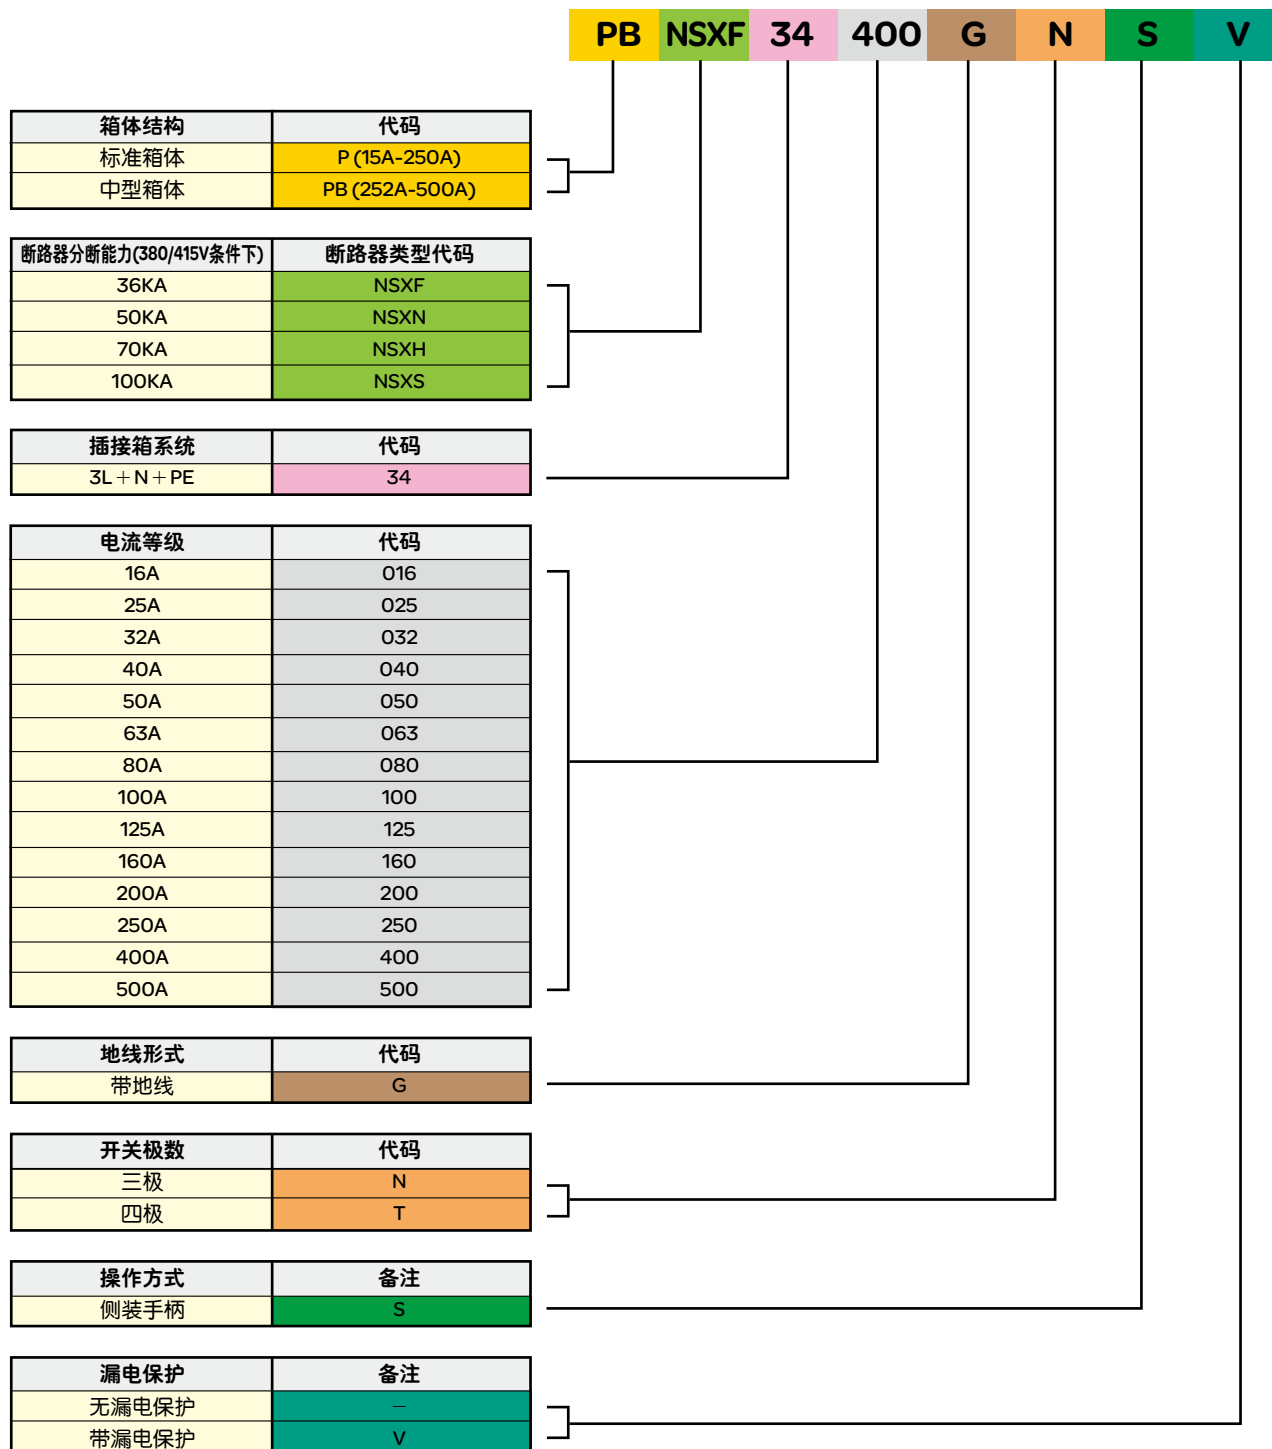 PB NSXF 34 400 G N S V
箱体结构 代码
标准箱体 P (15A-250A)
中型箱体 PB (252A-500A)
断路器分断能力(380/415V条件下) 断路器类型代码
36KA NSXF
50KA NSXN
70KA NSXH
100KA NSXS
插接箱系统 代码
3L＋N＋PE 34
电流等级 代码
16A 016
25A 025
32A 032
40A 040
50A 050
63A 063
80A 080
100A 100
125A 125
160A 160
200A 200
250A 250
400A 400
500A 500
地线形式 代码
带地线 G
开关极数 代码
三极 N
四极 T
操作方式 备注
侧装手柄 S
漏电保护 备注
无漏电保护 —
带漏电保护 V